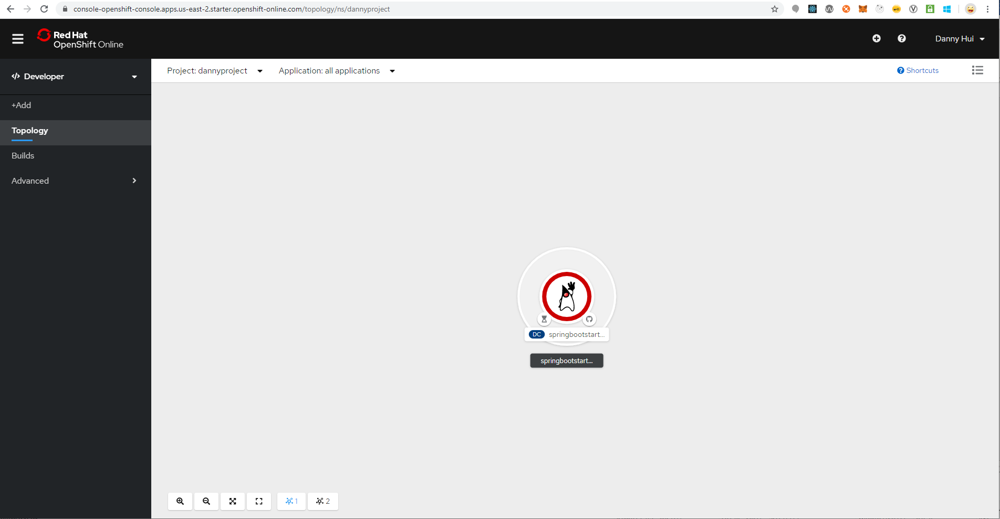 console-openshift-console.apps.us-east-2.starter.openshift-online.com/topology/ns/dannyproject
Red Hat
OpenShift Online
Danny Hui
Developer
Project: dannyproject
Application: all applications
Shortcuts
+Add
Topology
Builds
Advanced
DC springbootstart...
springbootstart...
1
2